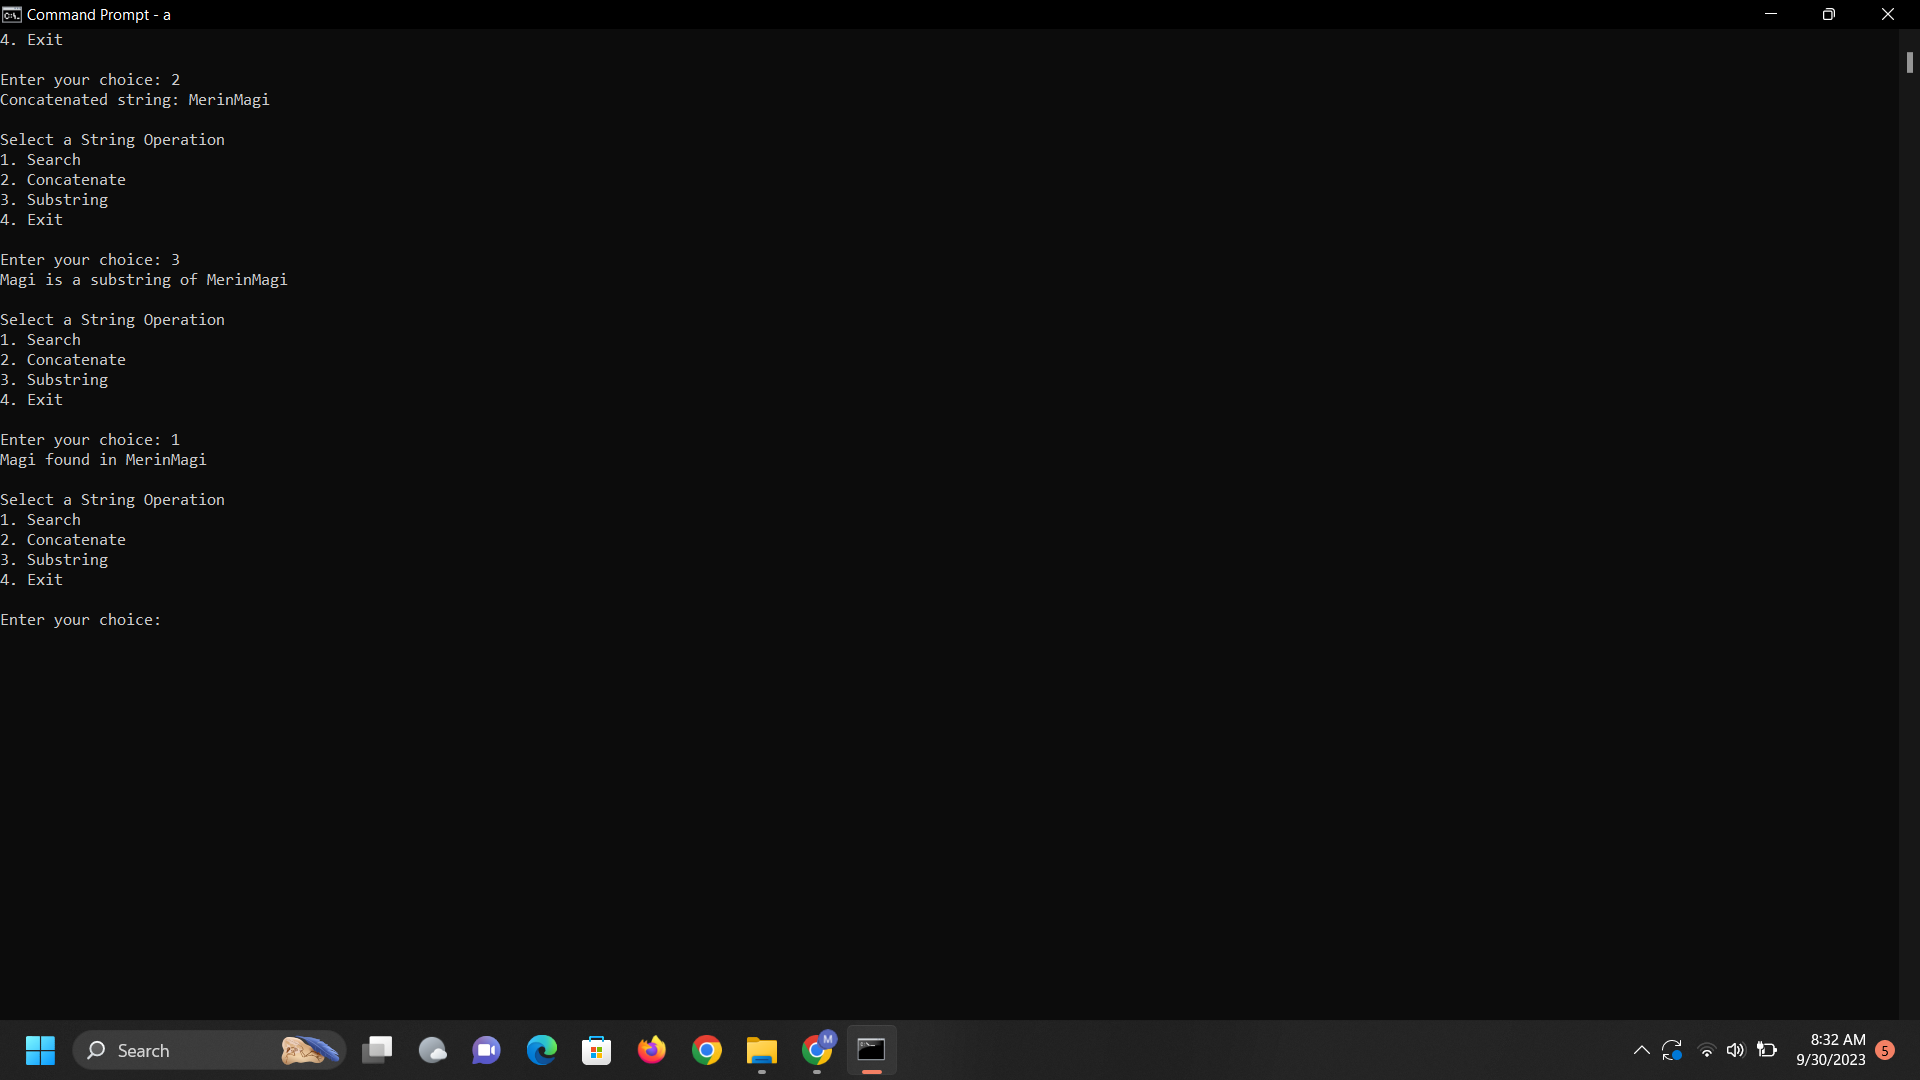 Command Prompt - a
4. Exit
Enter your choice: 2
Concatenated string: MerinMagi
Select a String Operation
1. Search
2. Concatenate
3. Substring
4. Exit
Enter your choice: 3
Magi is a substring of MerinMagi
Select a String Operation
1. Search
2. Concatenate
3. Substring
4. Exit
Enter your choice: 1
Magi found in MerinMagi
Select a String Operation
1. Search
2. Concatenate
3. Substring
4. Exit
Enter your choice:
Search
M
8:32 AM
9/30/2023
5